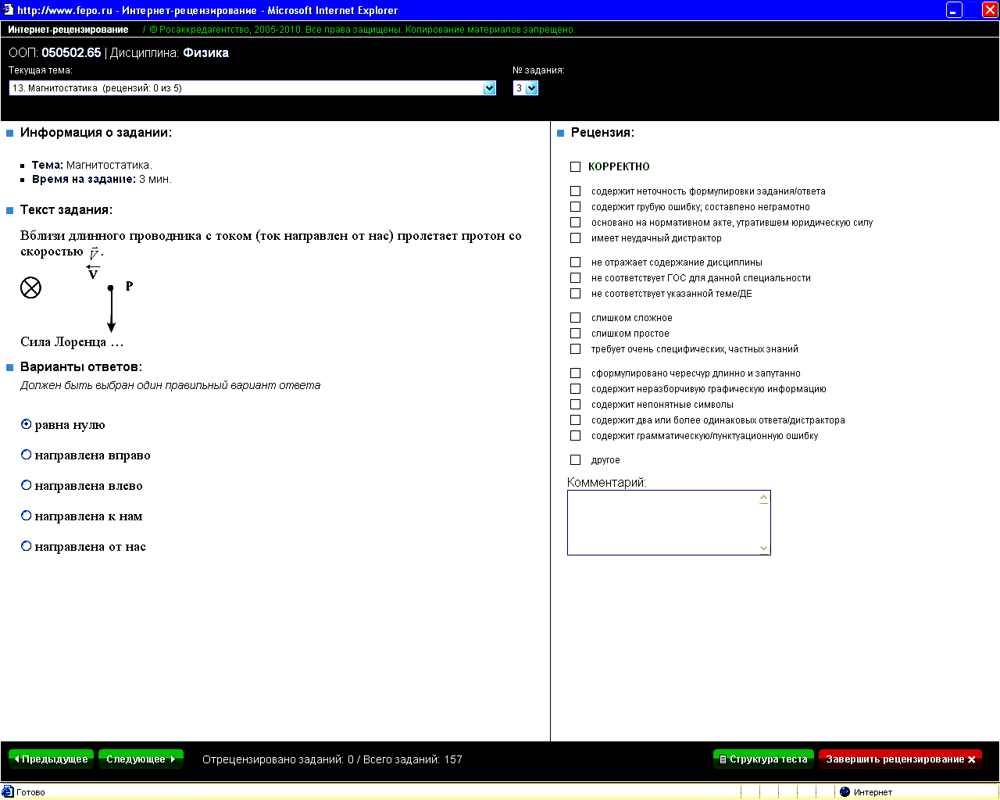 http://www.fepo.ru - Интернет-рецензирование - Microsoft Internet Explorer
Интернет-рецензирование / © Росаккредагентство, 2005-2010. Все права защищены. Копирование материалов запрещено.
ООП: 050502.65 | Дисциплина: Физика
Текущая тема: № задания:
13. Магнитостатика (рецензий: 0 из 5) 3
Информация о задании:
Тема: Магнитостатика.
Время на задание: 3 мин.
Текст задания:
Вблизи длинного проводника с током (ток направлен от нас) пролетает протон со
скоростью V.
V
P
Сила Лоренца …
Варианты ответов:
Должен быть выбран один правильный вариант ответа
равна нулю
направлена вправо
направлена влево
направлена к нам
направлена от нас
Рецензия:
КОРРЕКТНО
содержит неточность формулировки задания/ответа
содержит грубую ошибку; составлено неграмотно
основано на нормативном акте, утратившем юридическую силу
имеет неудачный дистрактор
не отражает содержание дисциплины
не соответствует ГОС для данной специальности
не соответствует указанной теме/ДЕ
слишком сложное
слишком простое
требует очень специфических, частных знаний
сформулировано чересчур длинно и запутанно
содержит неразборчивую графическую информацию
содержит непонятные символы
содержит два или более одинаковых ответа/дистрактора
содержит грамматическую/пунктуационную ошибку
другое
Комментарий:
Предыдущее Следующее Отрецензировано заданий: 0 / Всего заданий: 157 Структура теста Завершить рецензирование
Готово Интернет